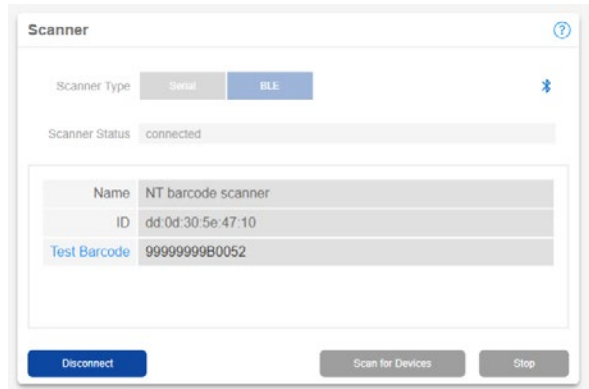 Scanner
?
Scanner Type Serial BLE
Scanner Status connected
Name NT barcode scanner
ID dd:0d:30:5e:47:10
Test Barcode 99999999B0052
Disconnect Scan for Devices Stop